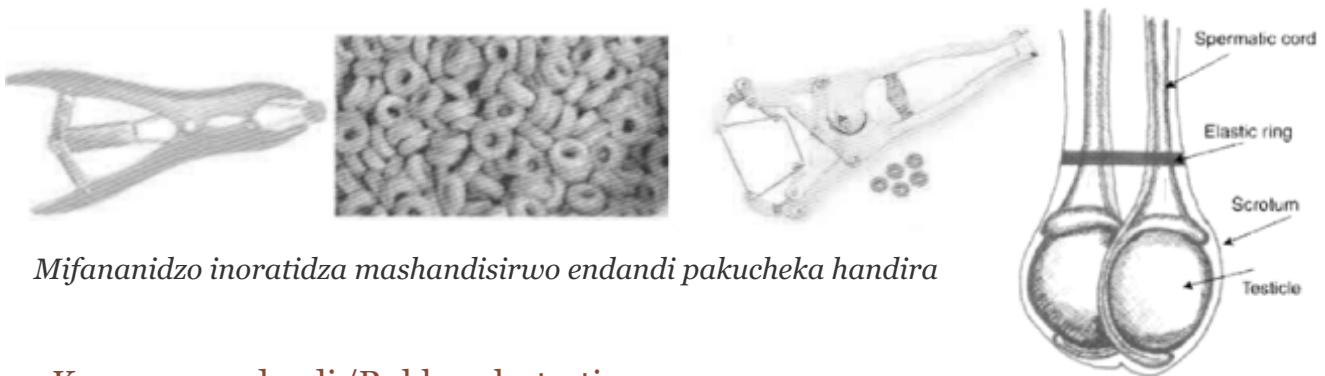 Spermatic cord
Elastic ring
Scrotum
Testicle
Mifananidzo inoratidza mashandisirwo endandi pakucheka handira